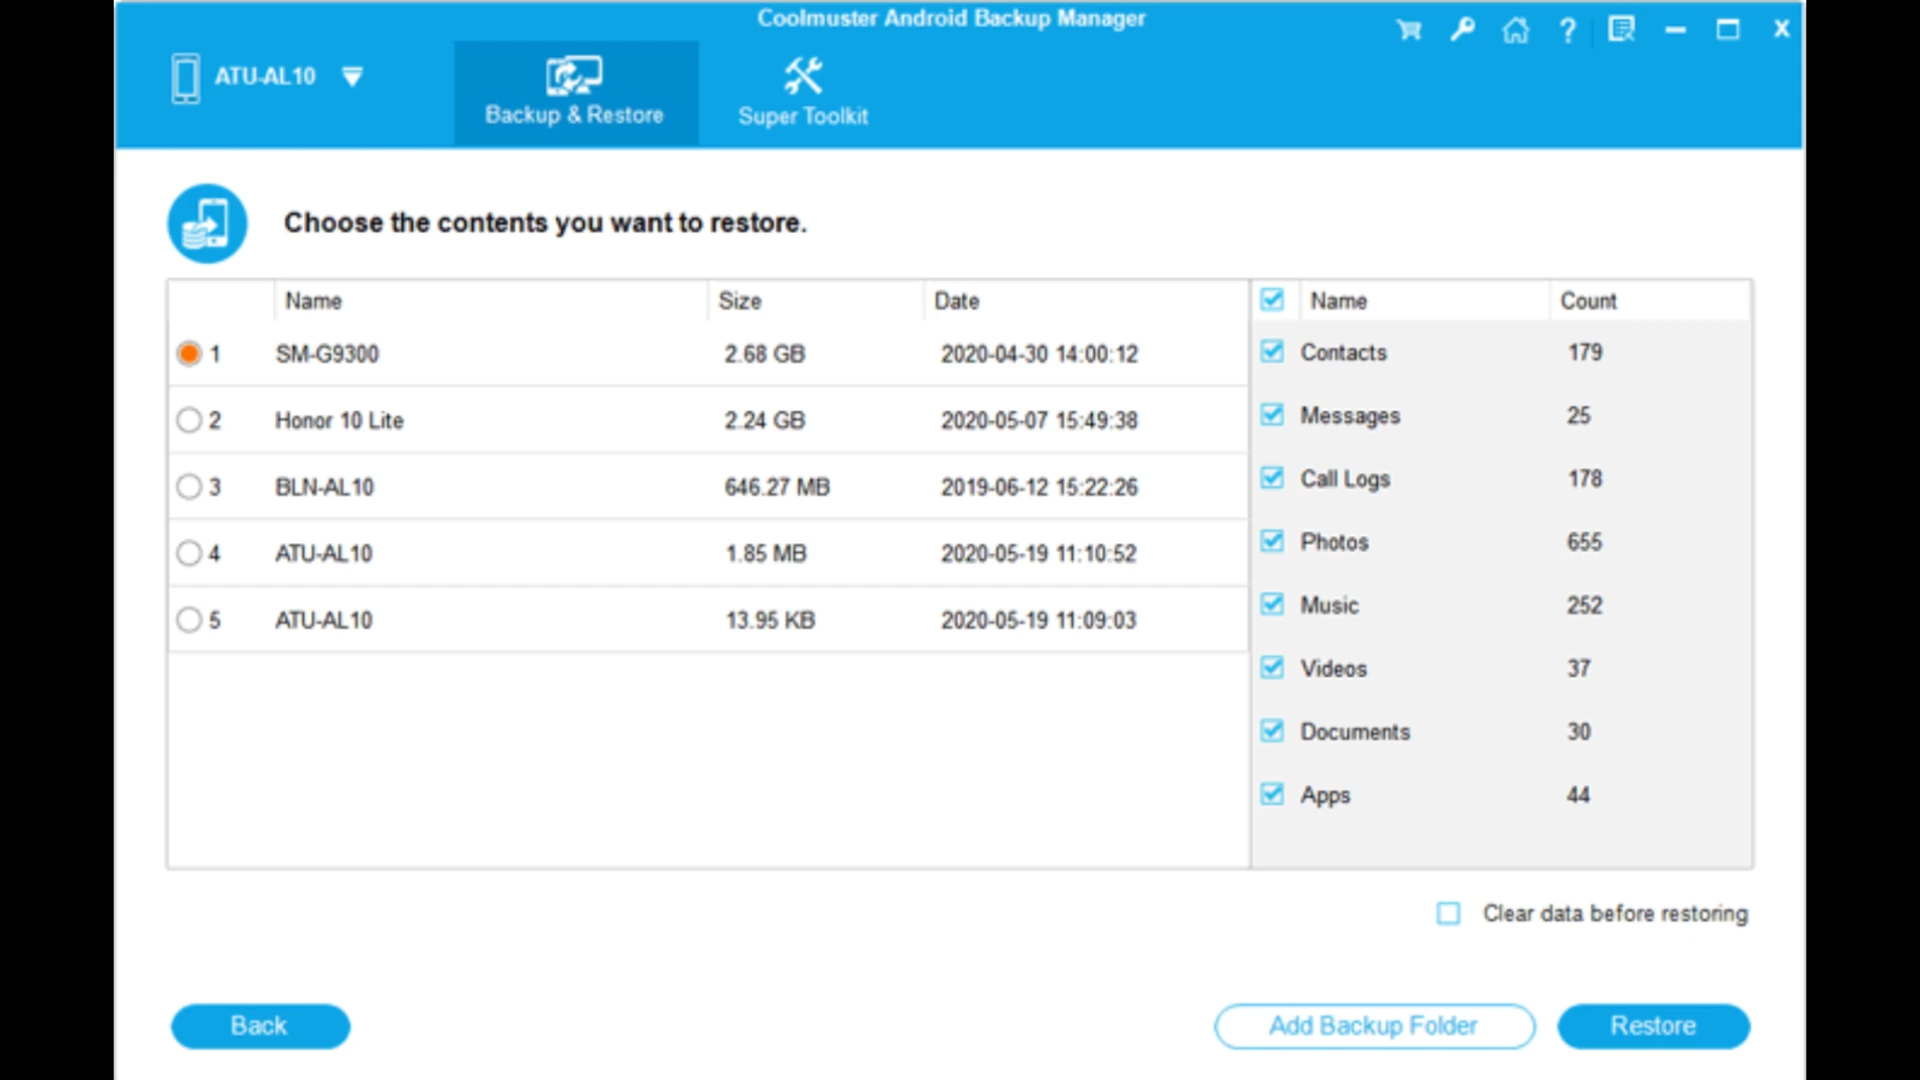 Coolmuster Android Backup Manager
ATU-AL10
Backup & Restore
Super Toolkit
?
X
Choose the contents you want to restore.
Name Size Date
1 SM-G9300 2.68 GB 2020-04-30 14:00:12
2 Honor 10 Lite 2.24 GB 2020-05-07 15:49:38
3 BLN-AL10 646.27 MB 2019-06-12 15:22:26
4 ATU-AL10 1.85 MB 2020-05-19 11:10:52
5 ATU-AL10 13.95 KB 2020-05-19 11:09:03
Name Count
Contacts 179
Messages 25
Call Logs 178
Photos 655
Music 252
Videos 37
Documents 30
Apps 44
Clear data before restoring
Back
Add Backup Folder
Restore